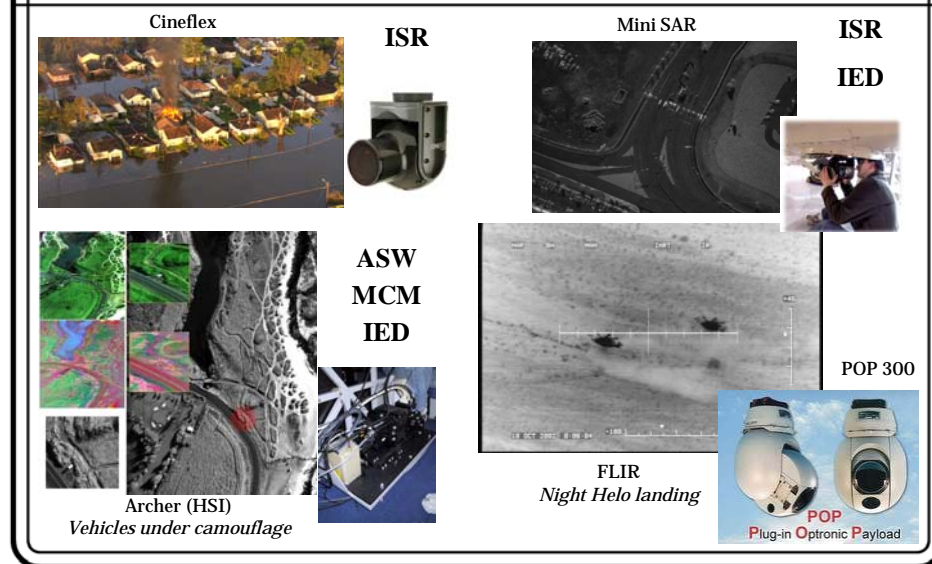 Cineflex
ISR
Mini SAR
ISR
IED
ASW
MCM
IED
POP 300
Archer (HSI)
Vehicles under camouflage
FLIR
Night Helo landing
POP
Plug-in Optronic Payload